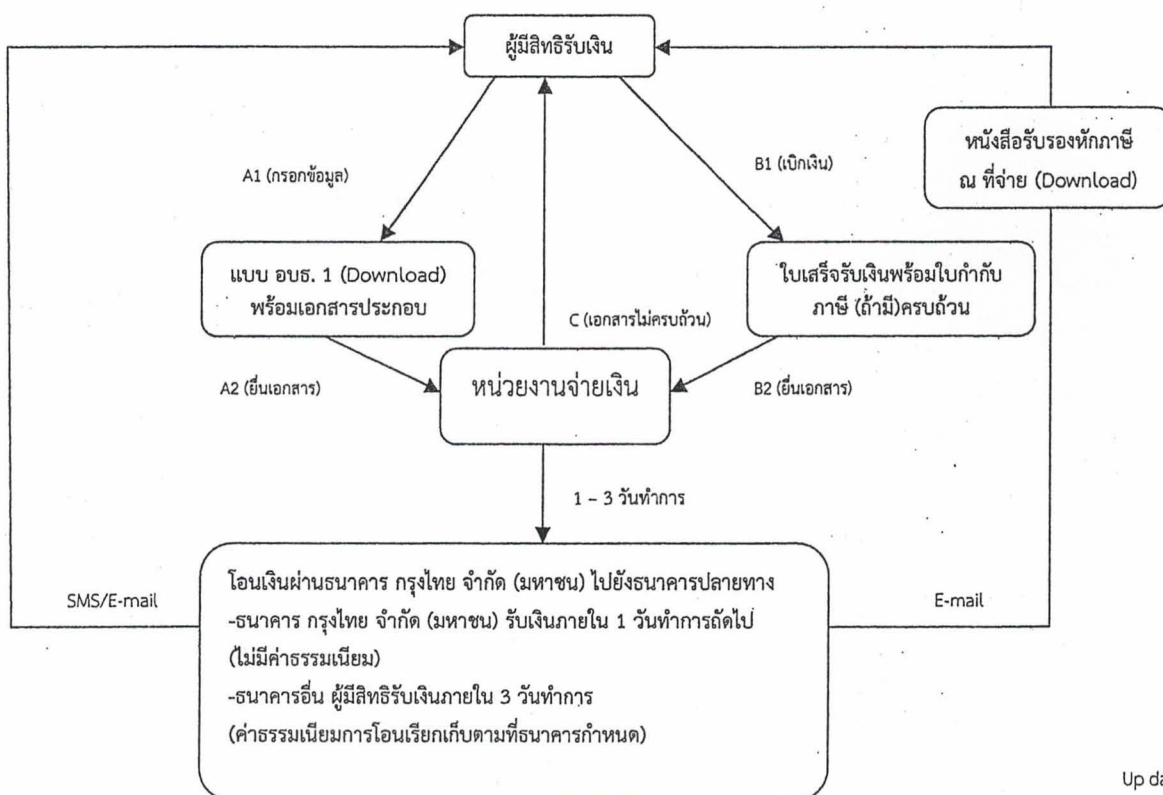 ผู้มีสิทธิรับเงิน
หนังสือรับรองหักภาษี
ณ ที่จ่าย (Download)
A1 (กรอกข้อมูล)
B1 (เบิกเงิน)
แบบ อบธ. 1 (Download)
พร้อมเอกสารประกอบ
ใบเสร็จรับเงินพร้อมใบกำกับ
ภาษี (ถ้ามี)ครบถ้วน
C (เอกสารไม่ครบถ้วน)
A2 (ยื่นเอกสาร)
หน่วยงานจ่ายเงิน
B2 (ยื่นเอกสาร)
1 – 3 วันทำการ
โอนเงินผ่านธนาคาร กรุงไทย จำกัด (มหาชน) ไปยังธนาคารปลายทาง
SMS/E-mail
E-mail
-ธนาคาร กรุงไทย จำกัด (มหาชน) รับเงินภายใน 1 วันทำการถัดไป
(ไม่มีค่าธรรมเนียม)
-ธนาคารอื่น ผู้มีสิทธิรับเงินภายใน 3 วันทำการ
(ค่าธรรมเนียมการโอนเรียกเก็บตามที่ธนาคารกำหนด)
Up da